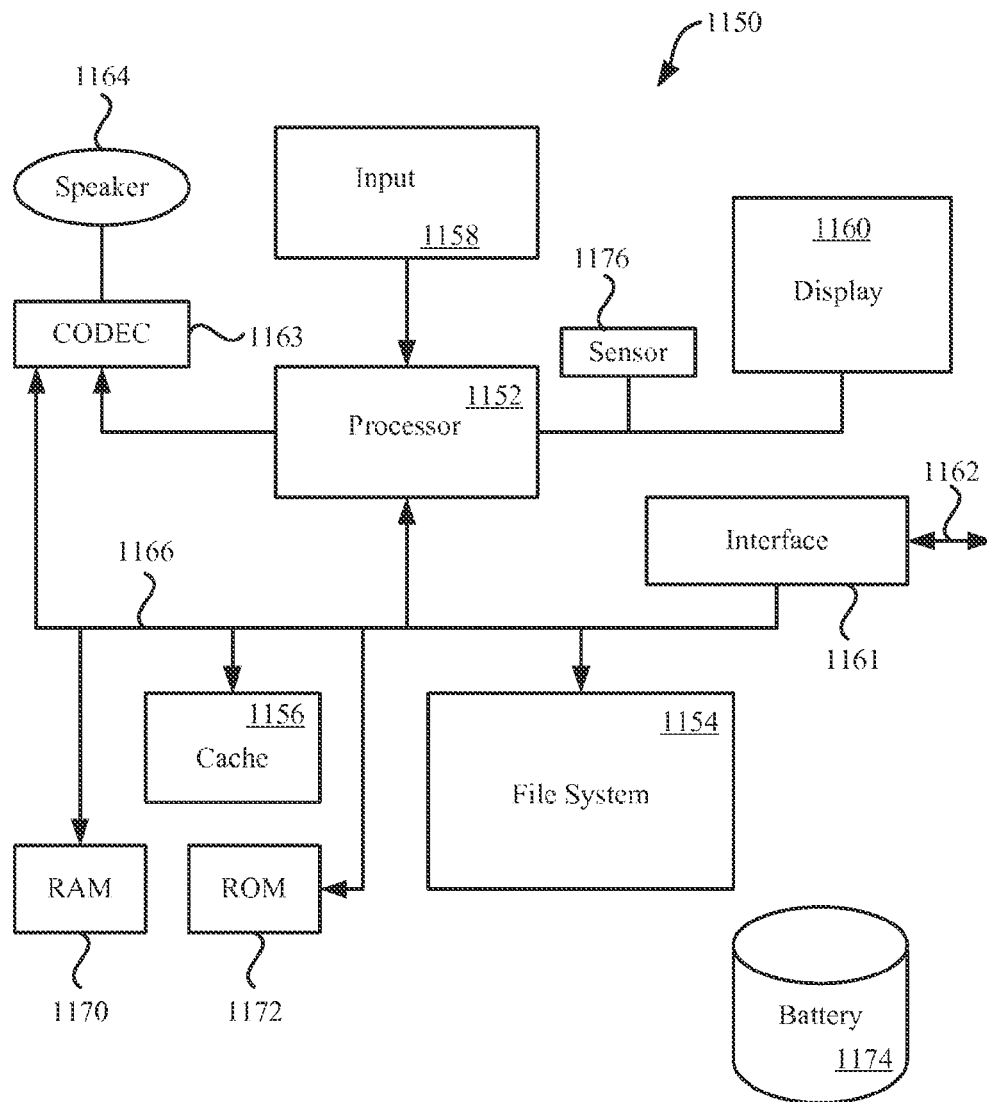 1150
1164
Speaker
Input
1158
1160
Display
1176
Sensor
CODEC
1163
1152
Processor
1162
Interface
1166
1161
1156
Cache
1154
File System
RAM
ROM
1170
1172
Battery
1174